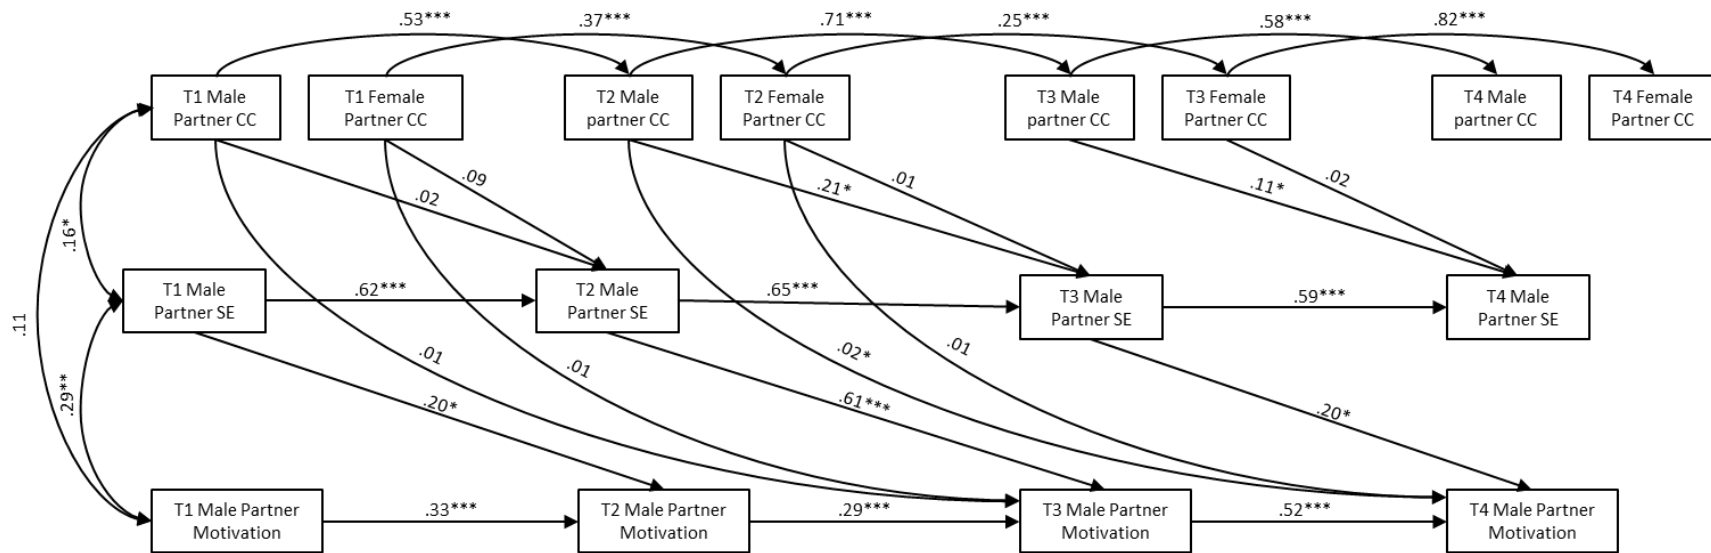 .53***
.37***
.71***
.25***
.58***
.82***
T1 Male
Partner CC
T1 Female
Partner CC
T2 Male
partner CC
T2 Female
Partner CC
T3 Male
partner CC
T3 Female
Partner CC
T4 Male
partner CC
T4 Female
Partner CC
.09
.02
.21*
.01
.11*
.02
.16*
T1 Male
Partner SE
.62***
T2 Male
Partner SE
.65***
T3 Male
Partner SE
.59***
T4 Male
Partner SE
.11
.29**
.20*
.01
.01
.61***
.02*
.01
.20*
T1 Male Partner
Motivation
.33***
T2 Male Partner
Motivation
.29***
T3 Male Partner
Motivation
.52***
T4 Male Partner
Motivation